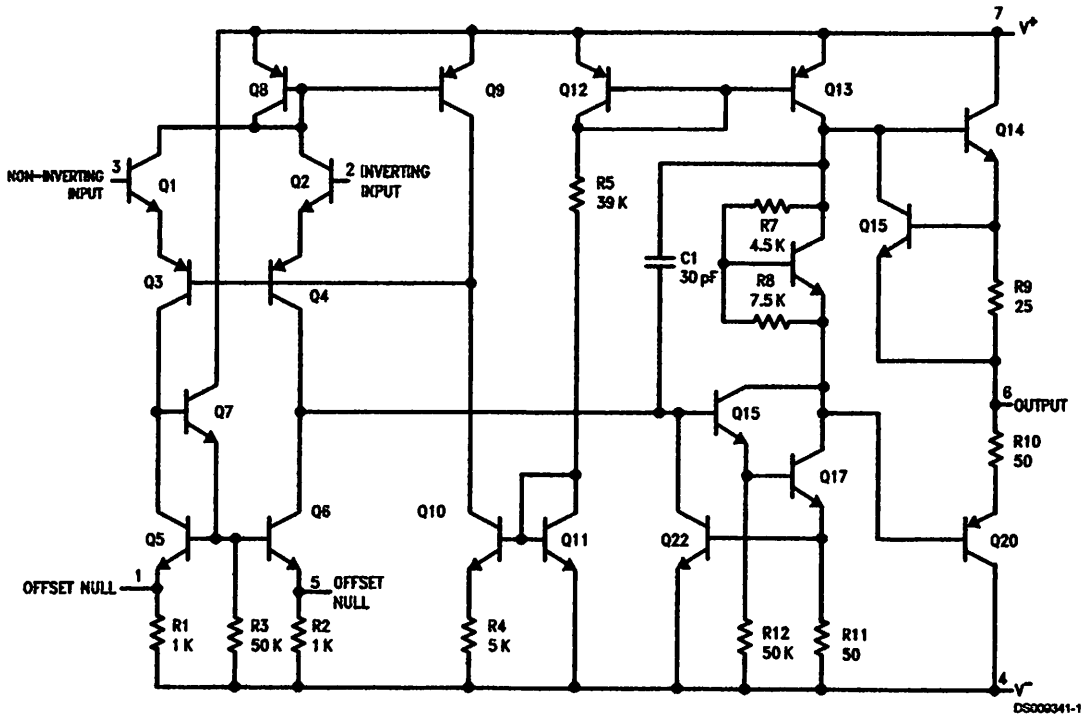 7 V+
Q8
Q9
Q12
Q13
Q14
NON-INVERTING
INPUT
3
Q1
Q2
2 INVERTING
INPUT
R5
39 K
Q15
R7
4.5 K
C1
30 pF
R8
7.5 K
Q3
Q4
R9
25
Q7
Q15
6
OUTPUT
R10
50
Q17
Q5
Q6
Q10
Q11
Q22
Q20
OFFSET NULL
1
5 OFFSET
NULL
R1
1 K
R3
50 K
R2
1 K
R4
5 K
R12
50 K
R11
50
4 V-
DS009341-1